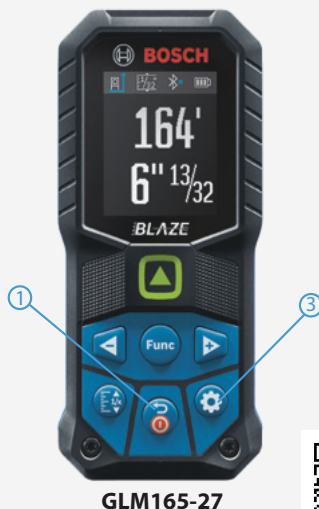 BOSCH
164'
6" 13/32
BLAZE
1
3
Func
GLM165-27